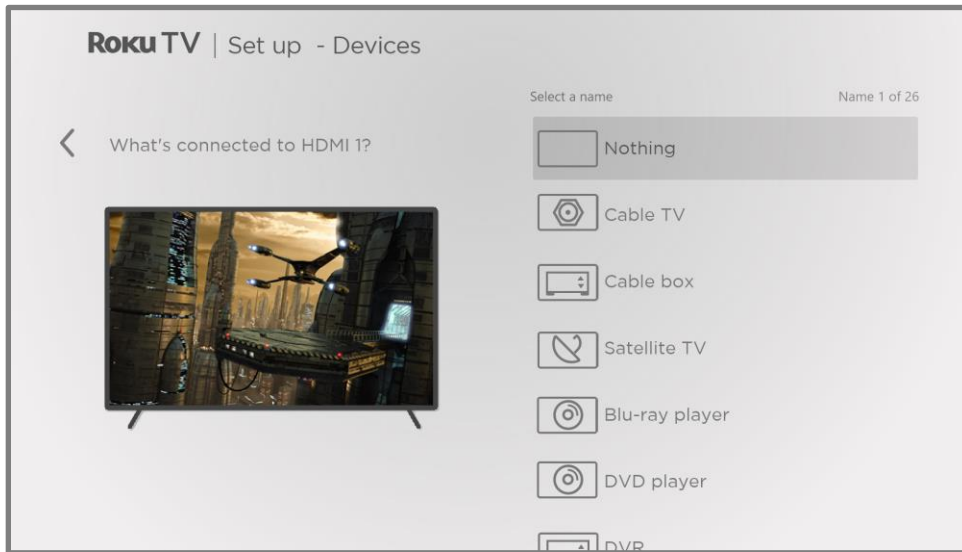 Roku TV | Set up - Devices
Select a name
Name 1 of 26
What's connected to HDMI 1?
Nothing
Cable TV
Cable box
Satellite TV
Blu-ray player
DVD player
DVR